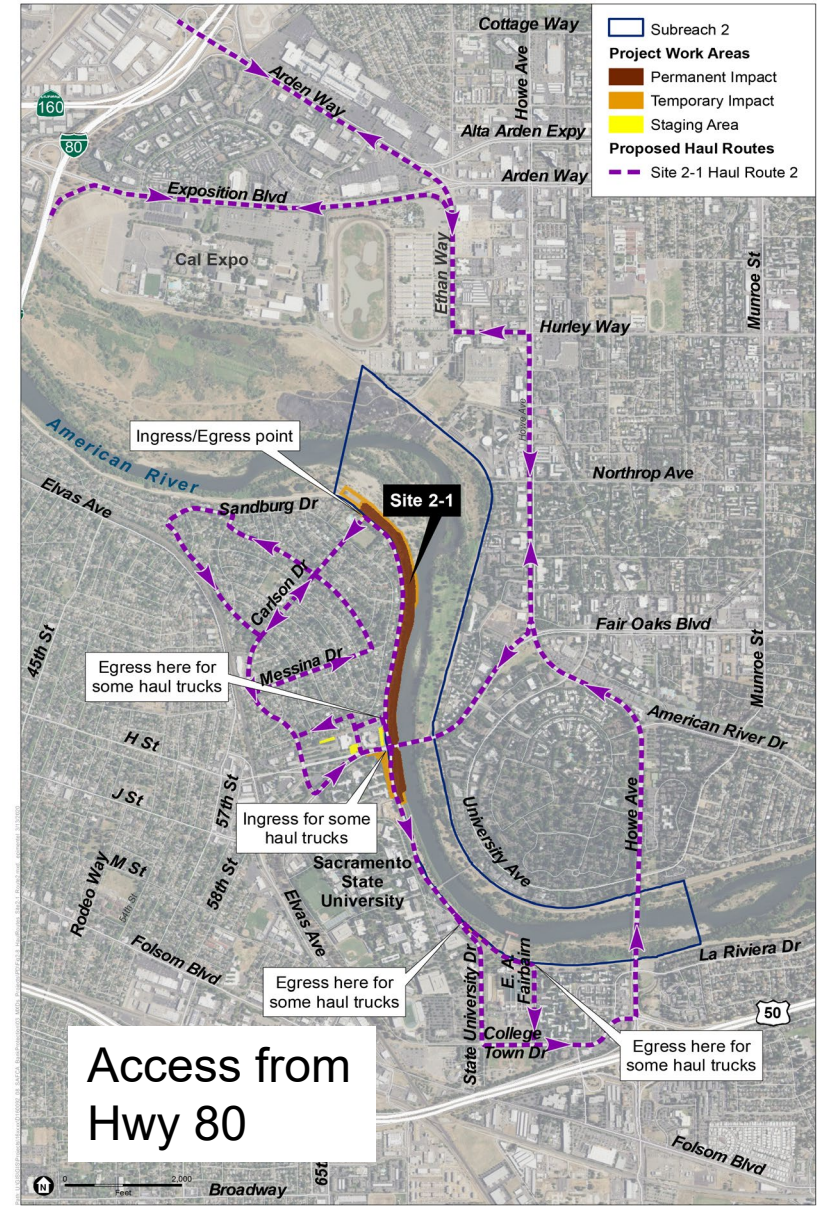 Cottage Way
Howe Ave
Arden Way
160
80
Alta Arden Expy
Arden Way
Exposition Blvd
Cal Expo
Ethan Way
Hurley Way
Munroe St
Subreach 2
Project Work Areas
Permanent Impact
Temporary Impact
Staging Area
Proposed Haul Routes
Site 2-1 Haul Route 2
Howe Ave
Ingress/Egress point
American River
Northrop Ave
Elvas Ave
Sandburg Dr
Site 2-1
Carlson Dr
Fair Oaks Blvd
45th St
Messina Dr
Munroe St
Egress here for
some haul trucks
American River Dr
H St
J St
57th St
Howe Ave
Ingress for some
haul trucks
University Ave
M St
Rodeo Way
54th St
58th St
Sacramento
State
University
Elvas Ave
Folsom Blvd
La Riviera Dr
E. A.
Fairbairn
State University Dr
Egress here for
some haul trucks
50
College
Town Dr
Egress here for
some haul trucks
Access from
Hwy 80
Folsom Blvd
N
0
2,000
Feet
Broadway
65t